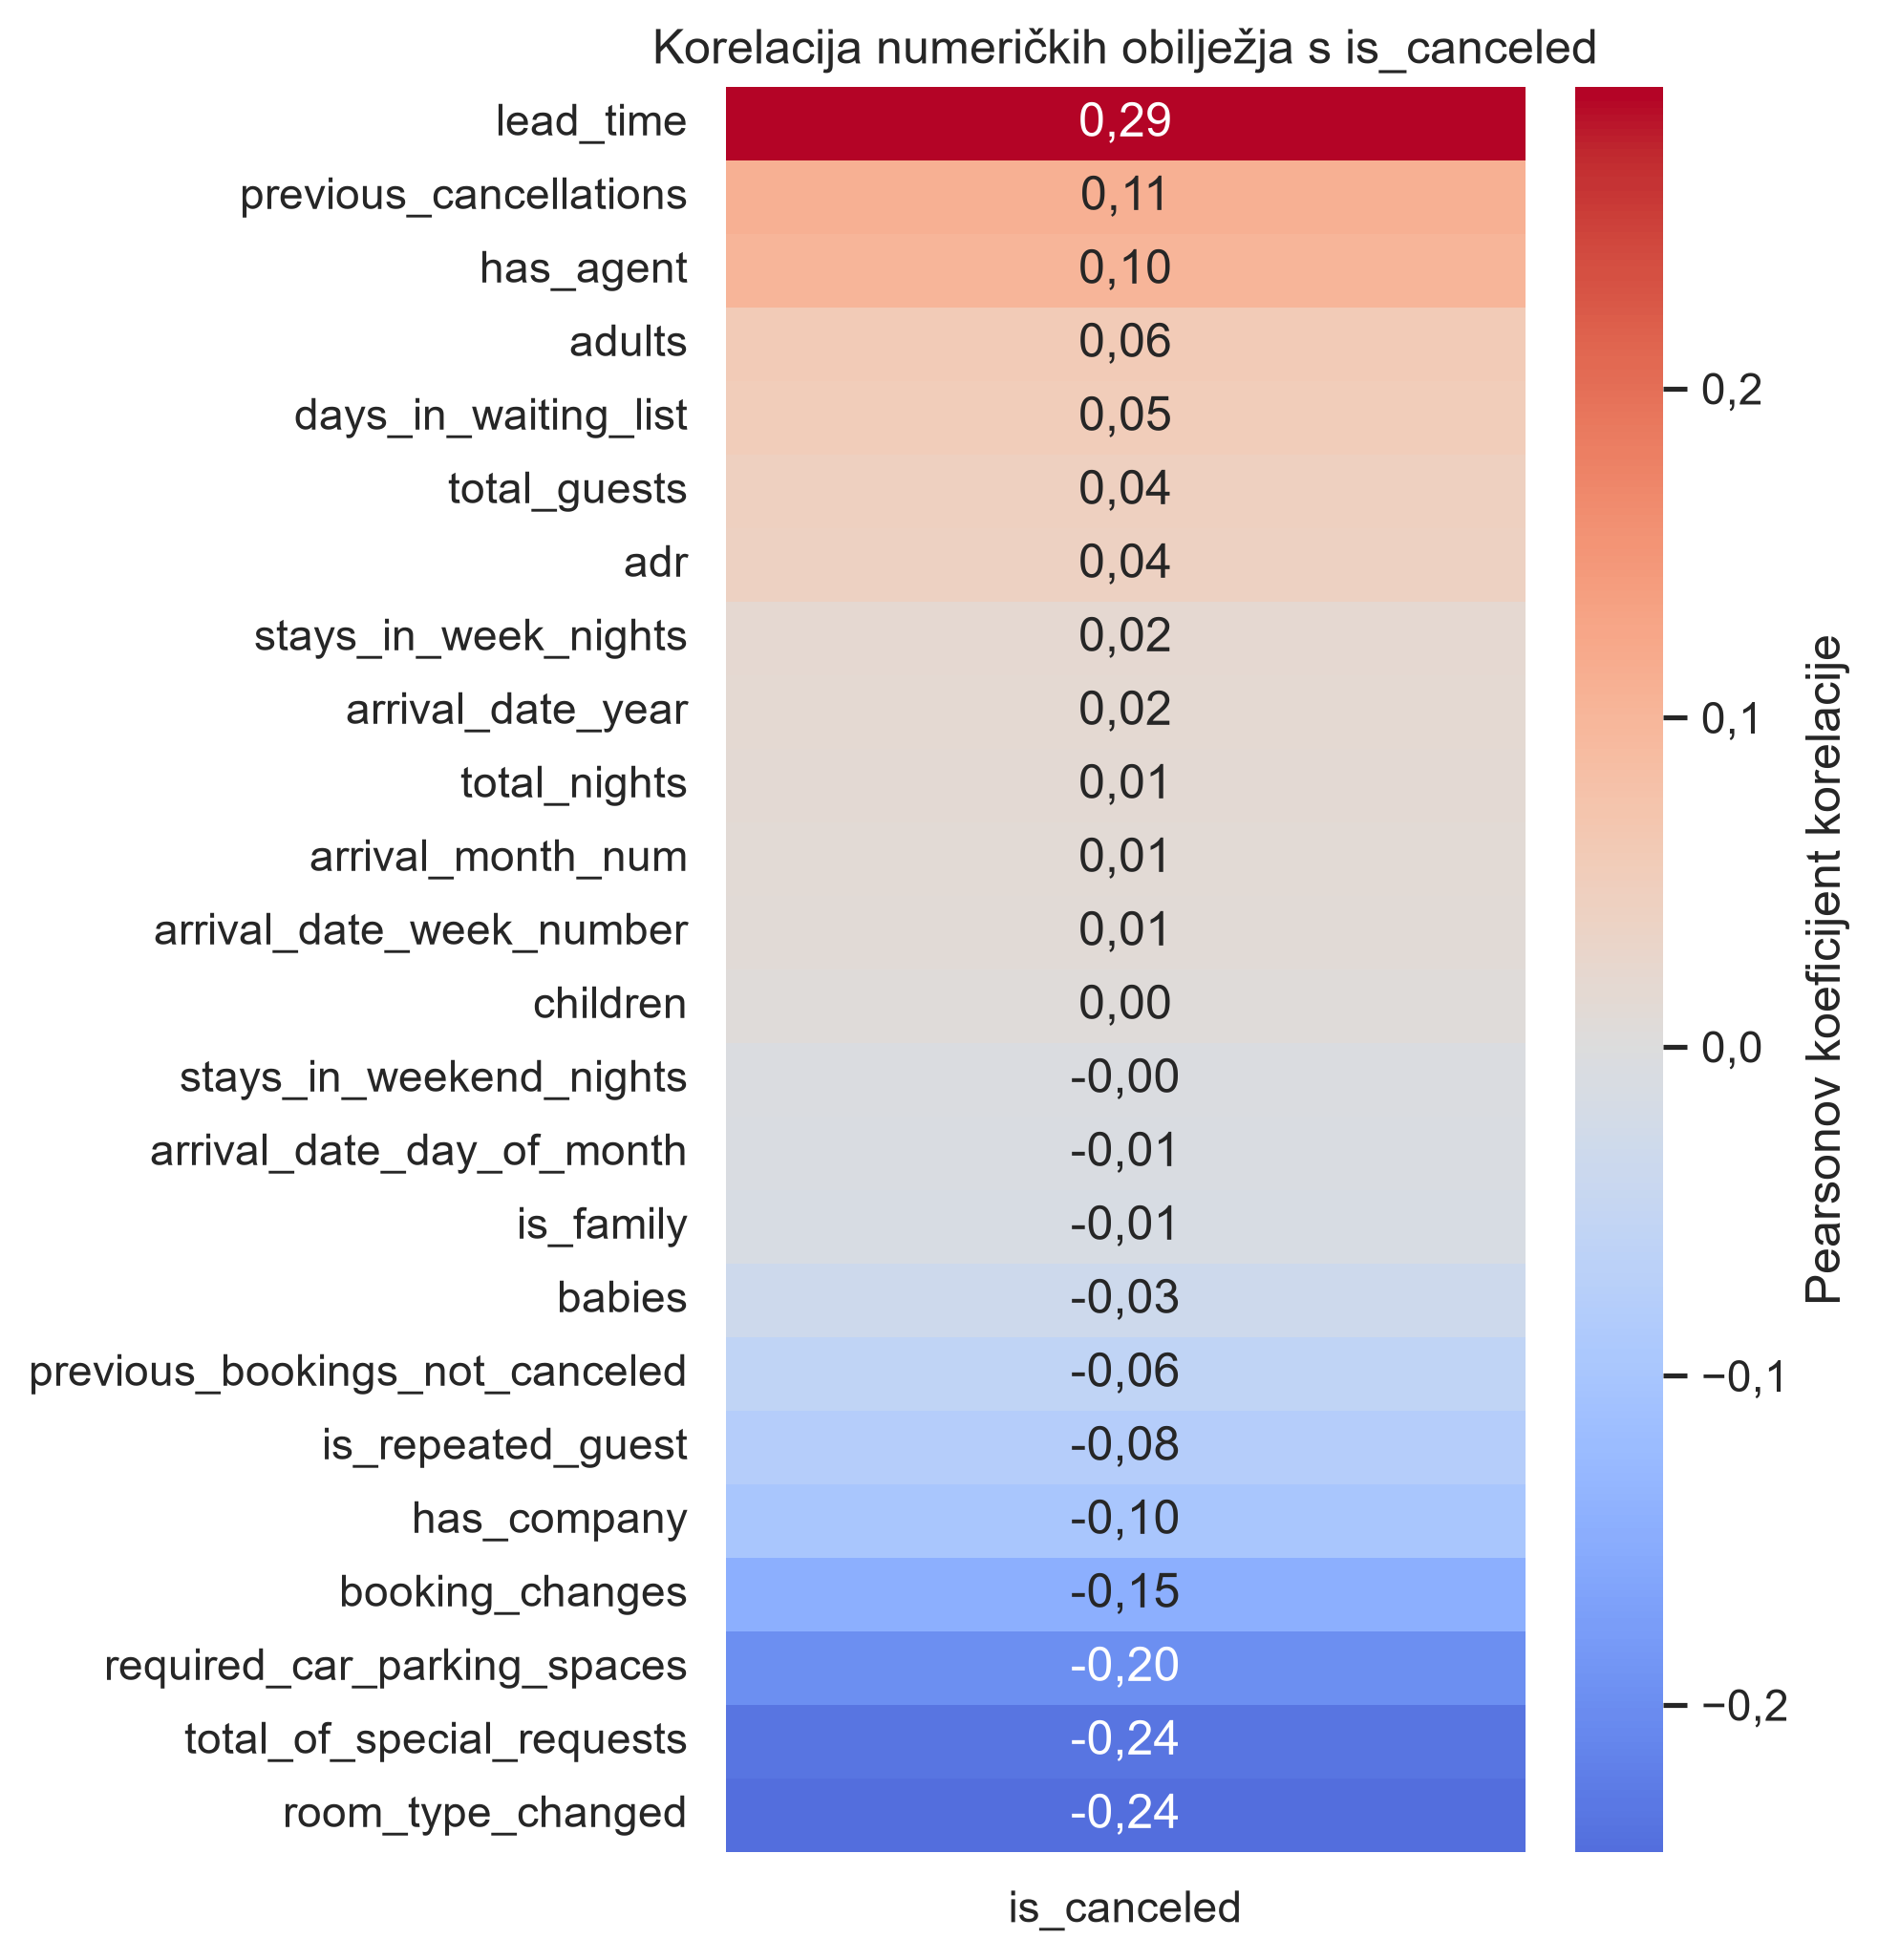 Korelacija numeričkih obilježja s is_canceled
lead_time 0,29
previous_cancellations 0,11
has_agent 0,10
adults 0,06
days_in_waiting_list 0,05
total_guests 0,04
adr 0,04
stays_in_week_nights 0,02
arrival_date_year 0,02
total_nights 0,01
arrival_month_num 0,01
arrival_date_week_number 0,01
children 0,00
stays_in_weekend_nights -0,00
arrival_date_day_of_month -0,01
is_family -0,01
babies -0,03
previous_bookings_not_canceled -0,06
is_repeated_guest -0,08
has_company -0,10
booking_changes -0,15
required_car_parking_spaces -0,20
total_of_special_requests -0,24
room_type_changed -0,24
is_canceled
0,2
0,1
0,0
−0,1
−0,2
Pearsonov koeficijent korelacije